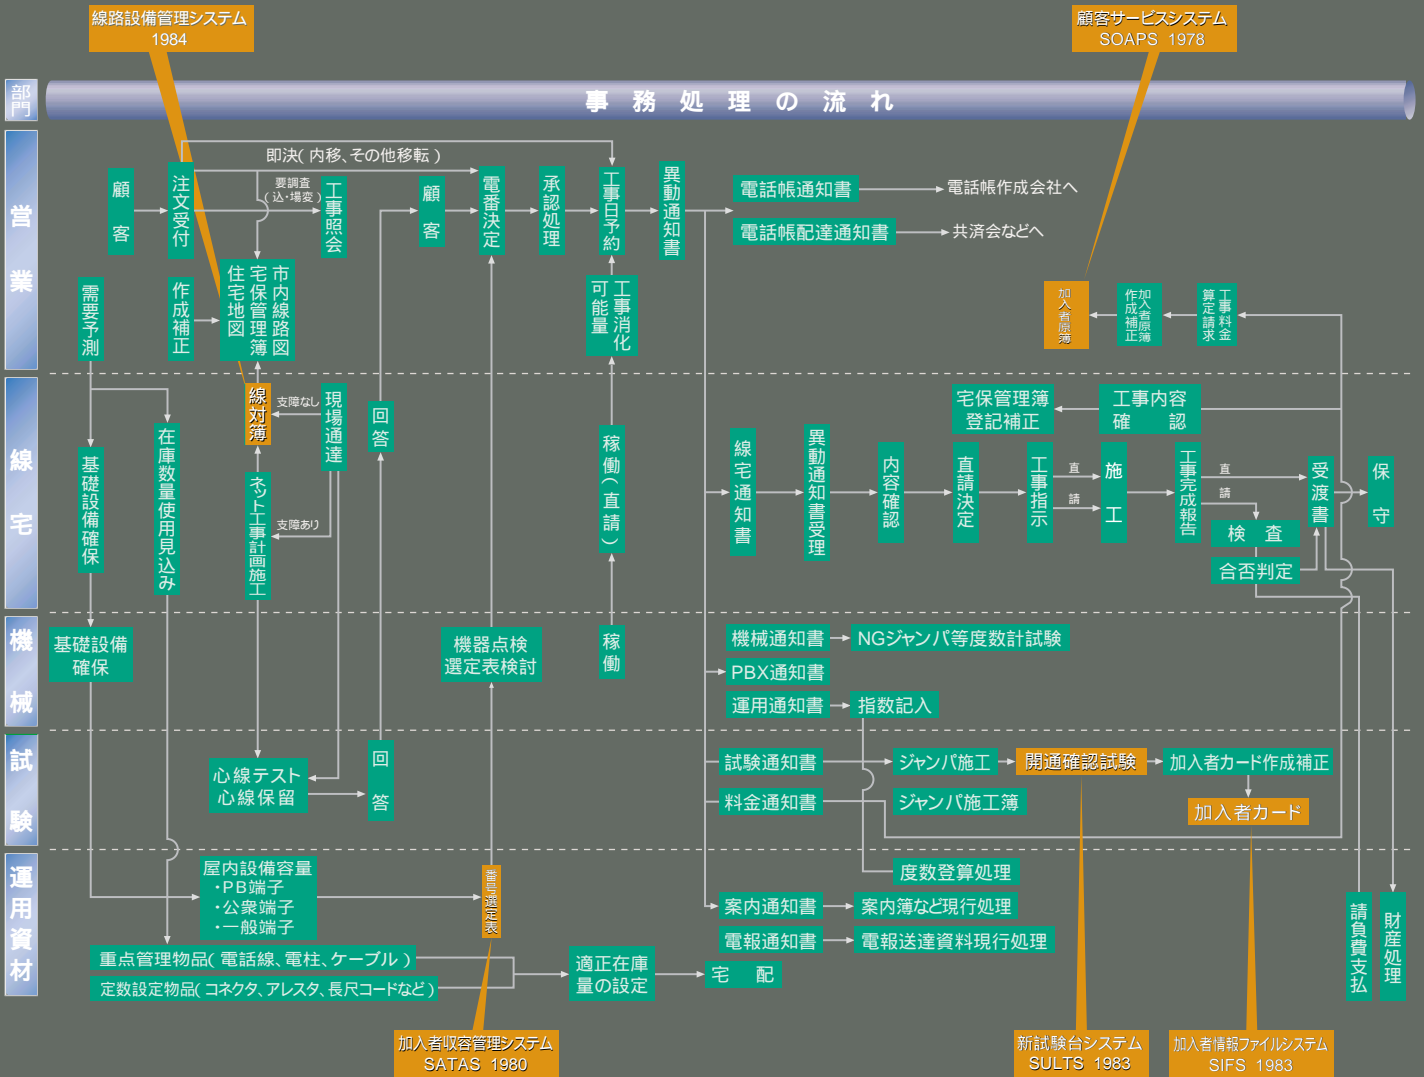 線路設備管理システム
1984
顧客サービスシステム
SOAPS 1978
部門
事務処理の流れ
営業
即決(内移、その他移転)
要調査
(込・場変)
顧客
注文受付
工事照会
顧客
電番決定
承認処理
工事日予約
異動通知書
電話帳通知書
電話帳作成会社へ
電話帳配達通知書
共済会などへ
需要予測
作成補正
市内線路図
宅保管理簿
住宅地図
工事消化
可能量
加入者原簿
加入者原簿
作成補正
工事料金
算定請求
線宅
線対簿
支障なし
現場通達
回答
宅保管理簿
登記補正
工事内容
確認
在庫数量使用見込み
基礎設備確保
ネット工事計画施工
支障あり
稼働(直請)
線宅通知書
異動通知書受理
内容確認
直請決定
工事指示
直
請
施工
工事完成報告
直
請
検査
合否判定
受渡書
保守
機械
基礎設備
確保
機器点検
選定表検討
稼働
機械通知書
NGジャンパ等度数計試験
PBX通知書
運用通知書
指数記入
試験
心線テスト
心線保留
回答
試験通知書
ジャンパ施工
開通確認試験
加入者カード作成補正
料金通知書
ジャンパ施工簿
加入者カード
運用資材
屋内設備容量
・PB端子
・公衆端子
・一般端子
番号選定表
度数登算処理
案内通知書
案内簿など現行処理
電報通知書
電報送達資料現行処理
重点管理物品(電話線、電柱、ケーブル)
定数設定物品(コネクタ、アレスタ、長尺コードなど)
適正在庫
量の設定
宅配
請負費支払
財産処理
加入者収容管理システム
SATAS 1980
新試験台システム
SULTS 1983
加入者情報ファイルシステム
SIFS 1983